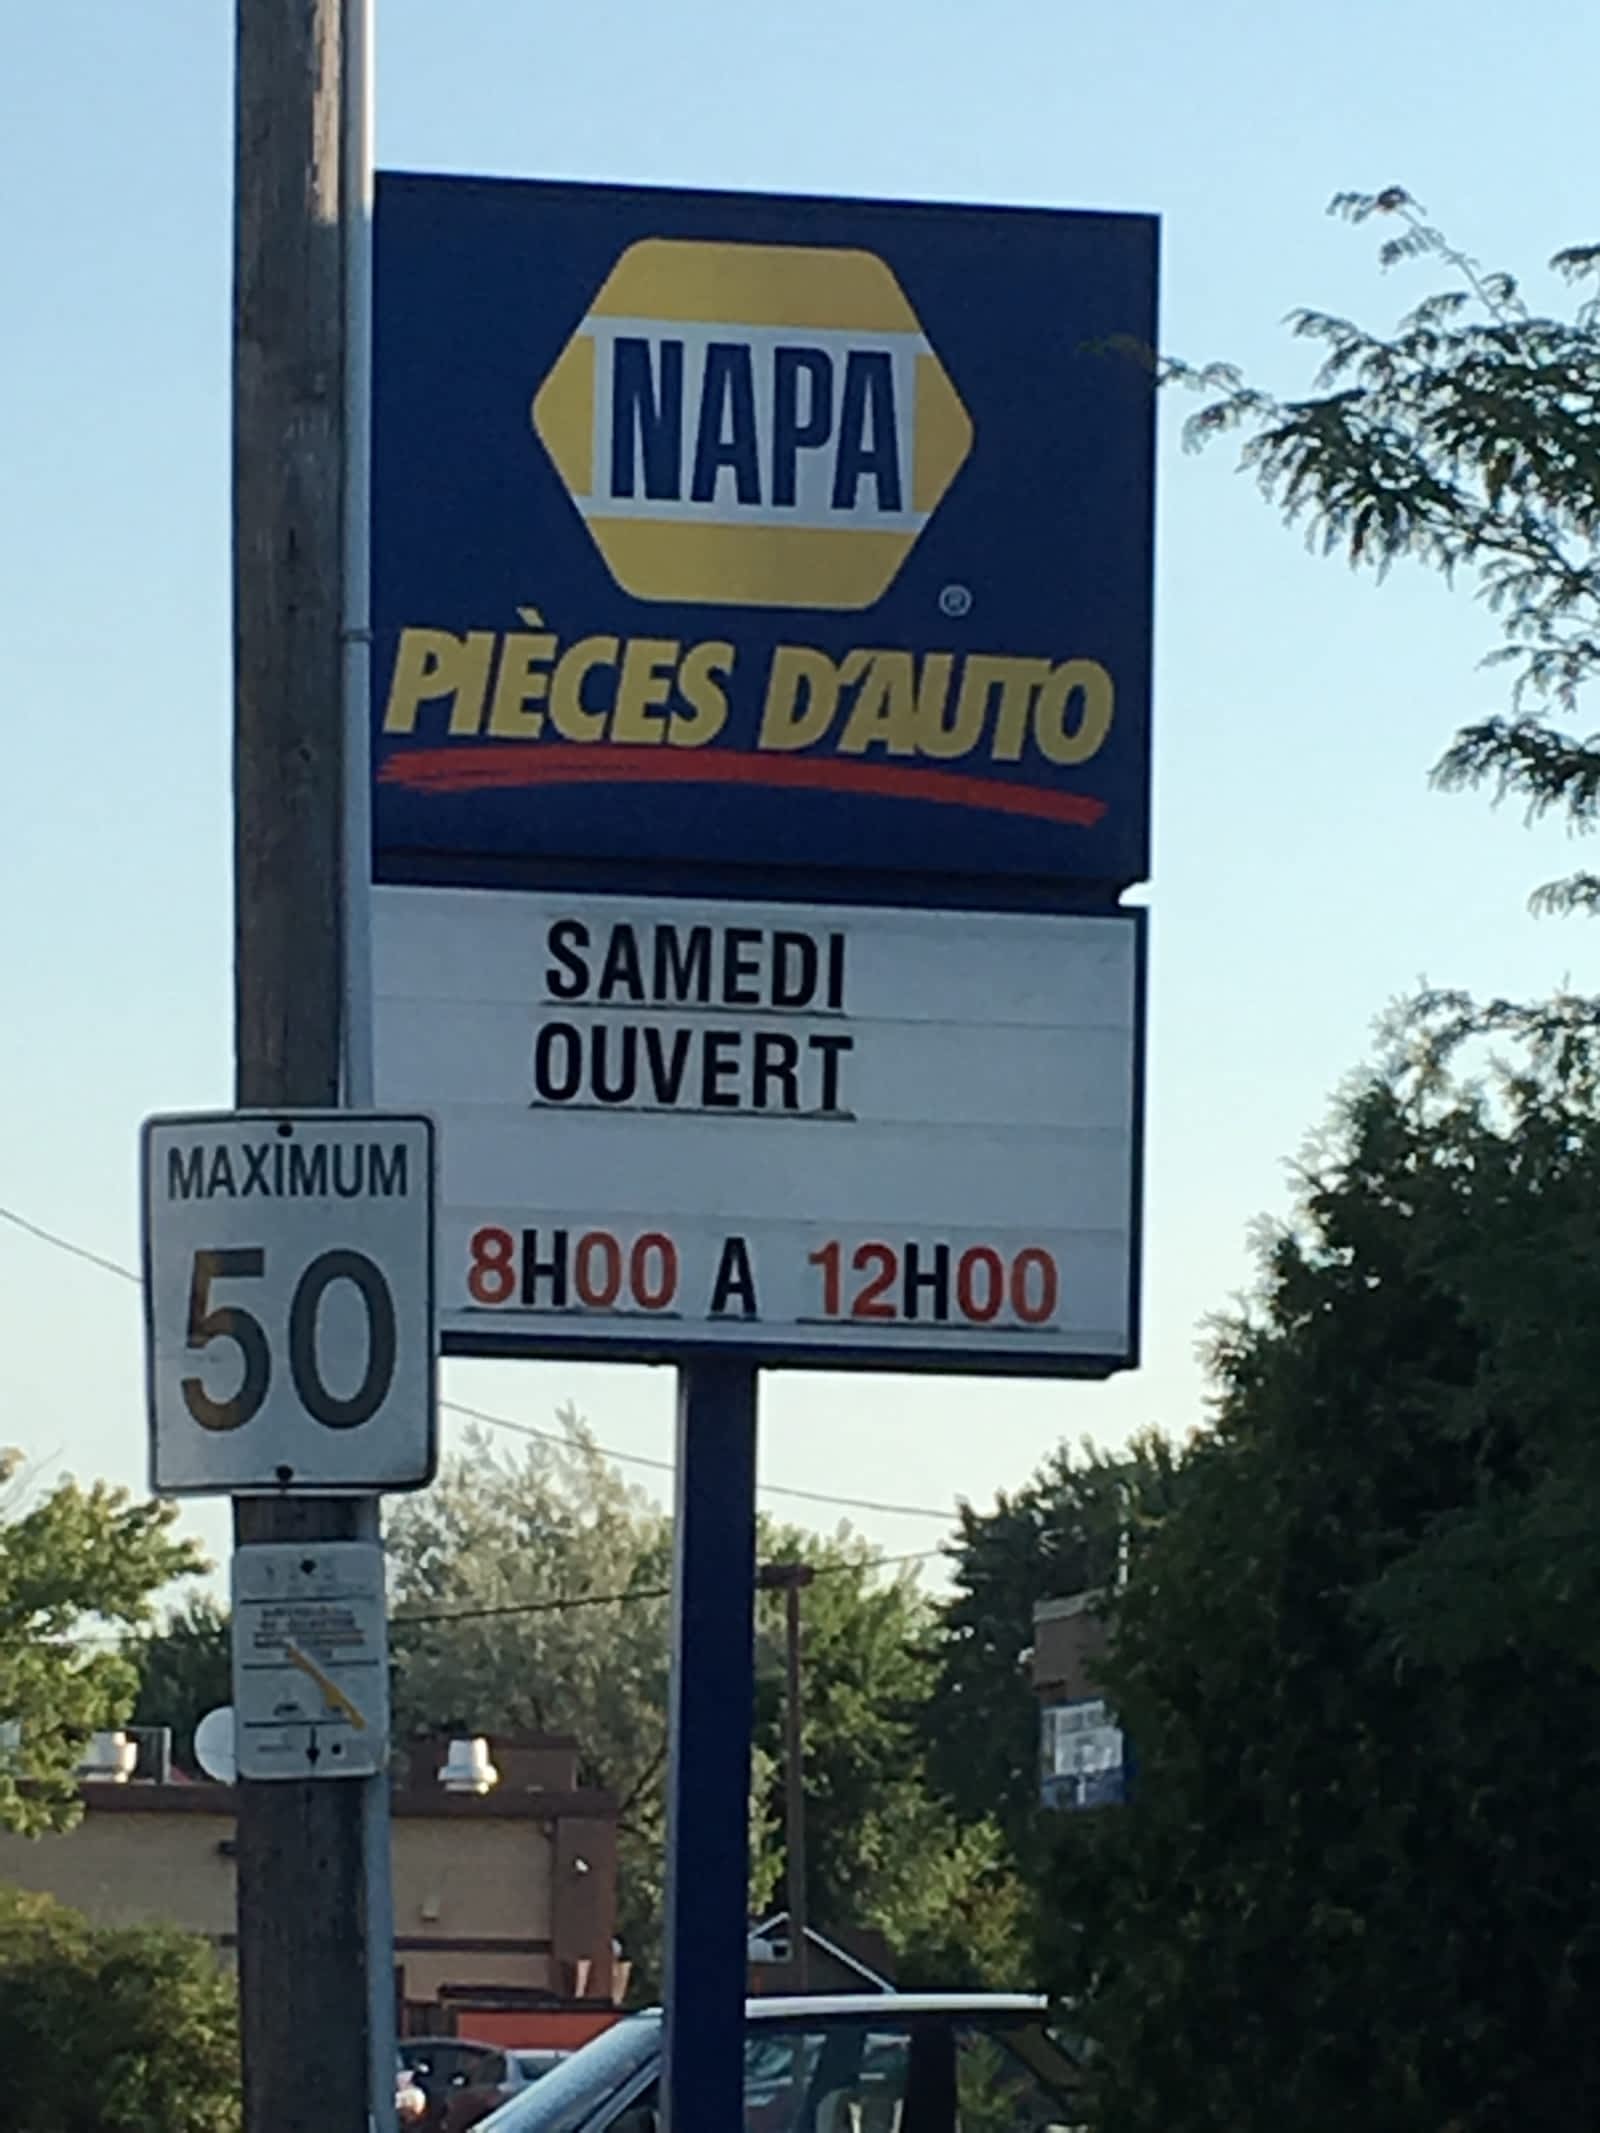 NAPA
®
PIÈCES D'AUTO
SAMEDI
OUVERT
8H00 A 12H00
MAXIMUM
50